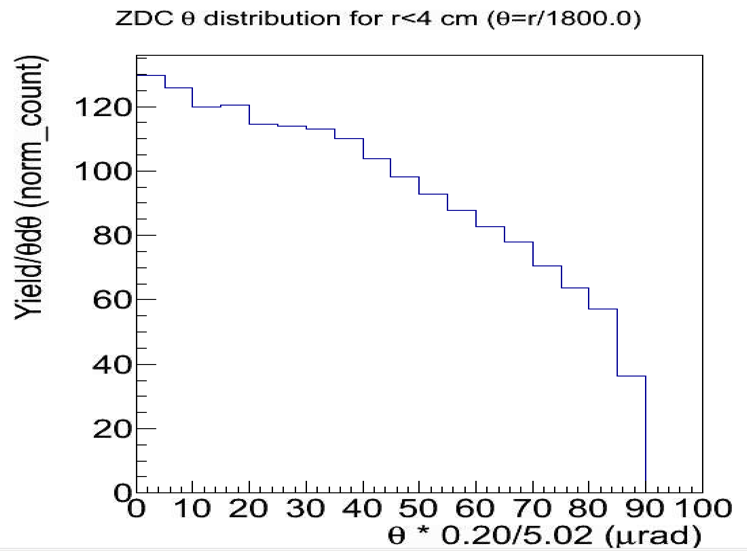 ZDC θ distribution for r<4 cm (θ=r/1800.0)
Yield/θdθ (norm_count)
120
100
80
60
40
20
0
0 10 20 30 40 50 60 70 80 90 100
θ * 0.20/5.02 (μrad)